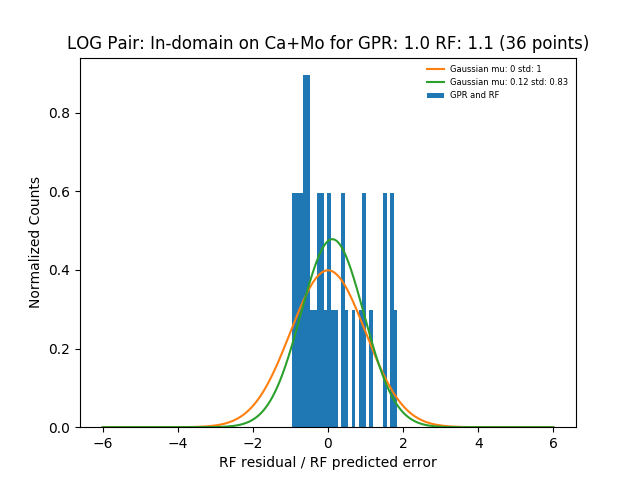 LOG Pair: In-domain on Ca+Mo for GPR: 1.0 RF: 1.1 (36 points)
Gaussian mu: 0 std: 1
Gaussian mu: 0.12 std: 0.83
GPR and RF
Normalized Counts
0.8
0.6
0.4
0.2
0.0
−6 −4 −2 0 2 4 6
RF residual / RF predicted error